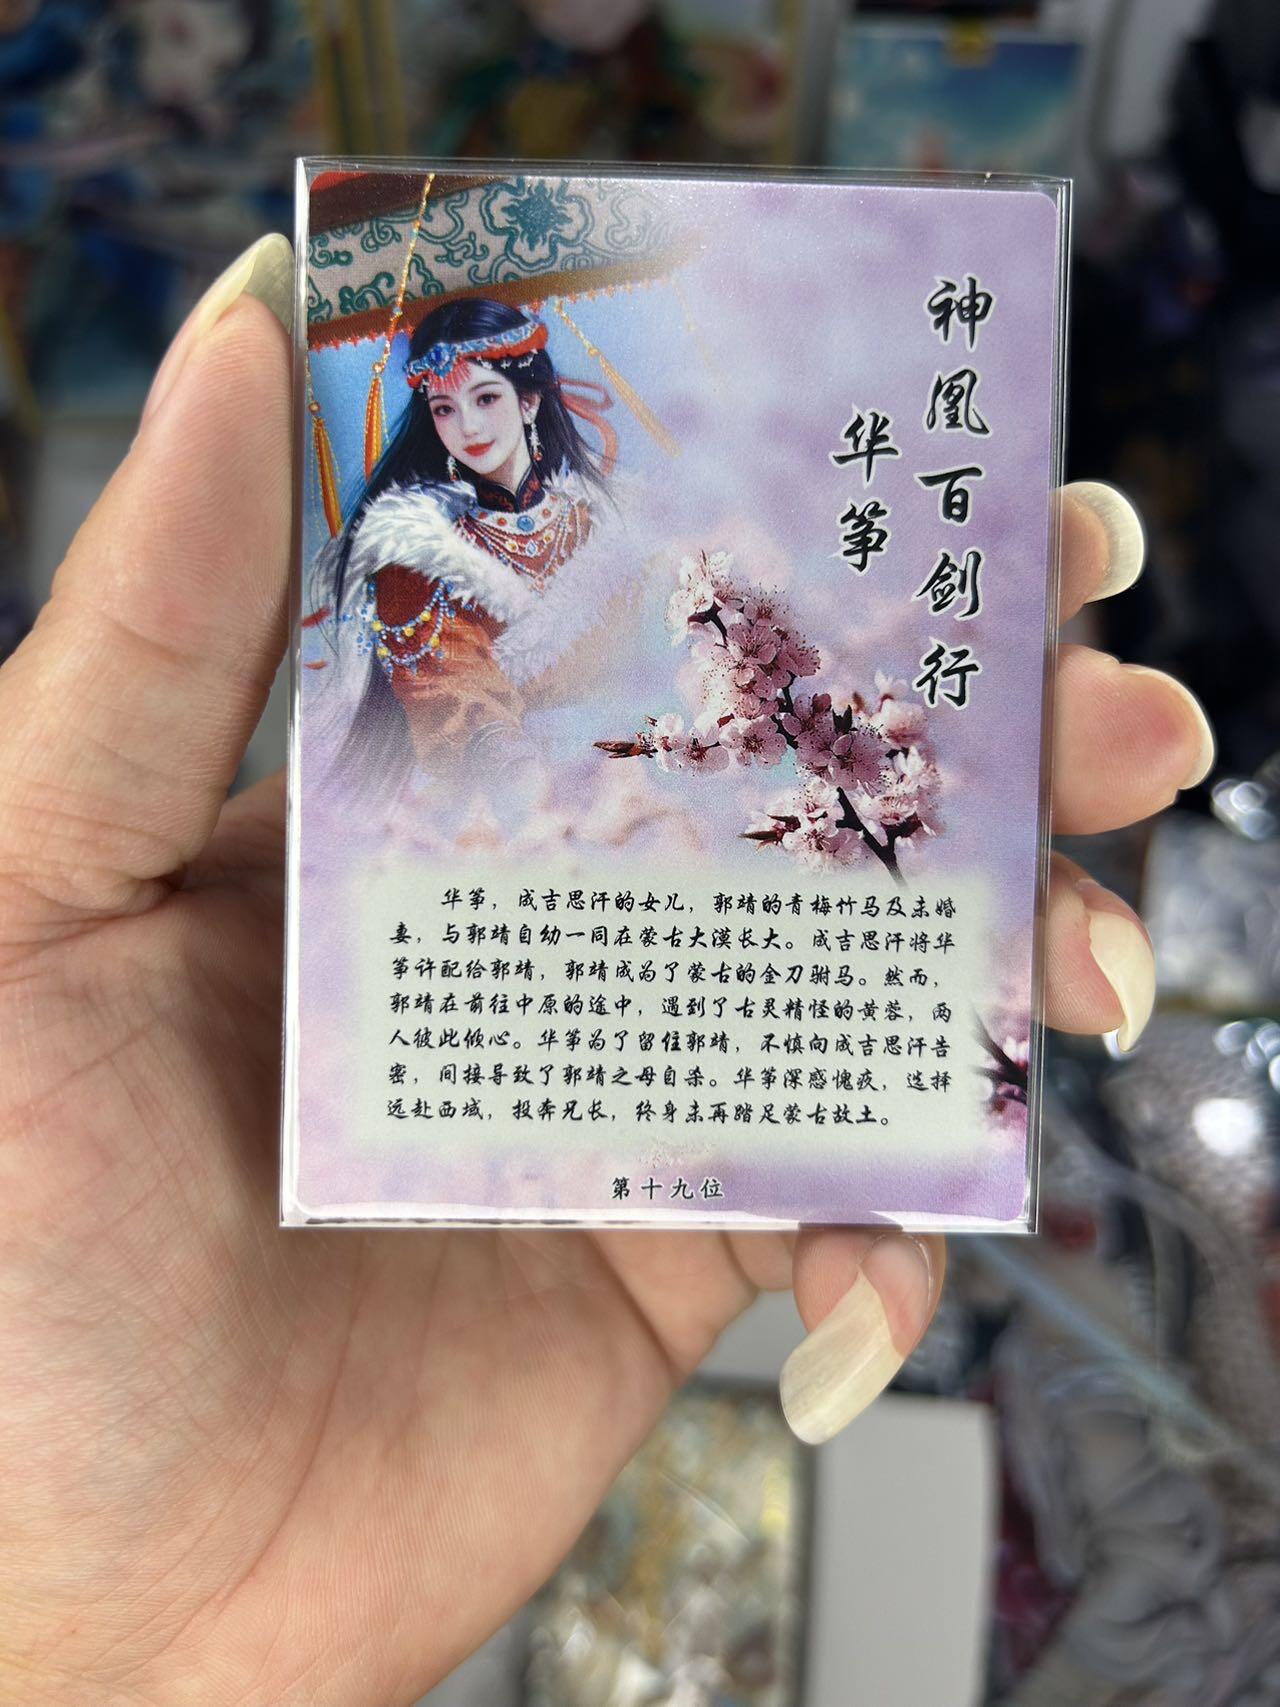 神凰百剑行
华筝
华筝，成吉思汗的女儿，郭靖的青梅竹马及未婚
妻，与郭靖自幼一同在蒙古大漠长大。成吉思汗将华
筝许配给郭靖，郭靖成为了蒙古的金刀驸马。然而，
郭靖在前往中原的途中，遇到了古灵精怪的黄蓉，两
人彼此倾心。华筝为了留住郭靖，不慎向成吉思汗告
密，间接导致了郭靖之母自杀。华筝深感愧疚，选择
远赴西域，投奔兄长，终身未再踏足蒙古故土。
第十九位